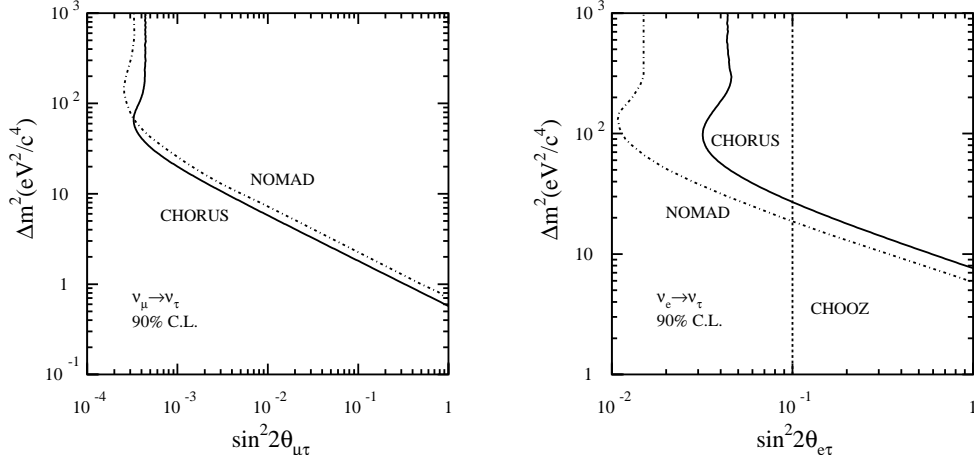 Δm²(eV²/c⁴)
10³
10²
10
1
10⁻¹
NOMAD
CHORUS
ν_μ→ν_τ
90% C.L.
10⁻⁴ 10⁻³ 10⁻² 10⁻¹ 1
sin²2θ_μτ
Δm²(eV²/c⁴)
10³
10²
10
1
CHORUS
NOMAD
ν_e→ν_τ
90% C.L.
CHOOZ
10⁻² 10⁻¹ 1
sin²2θ_eτ